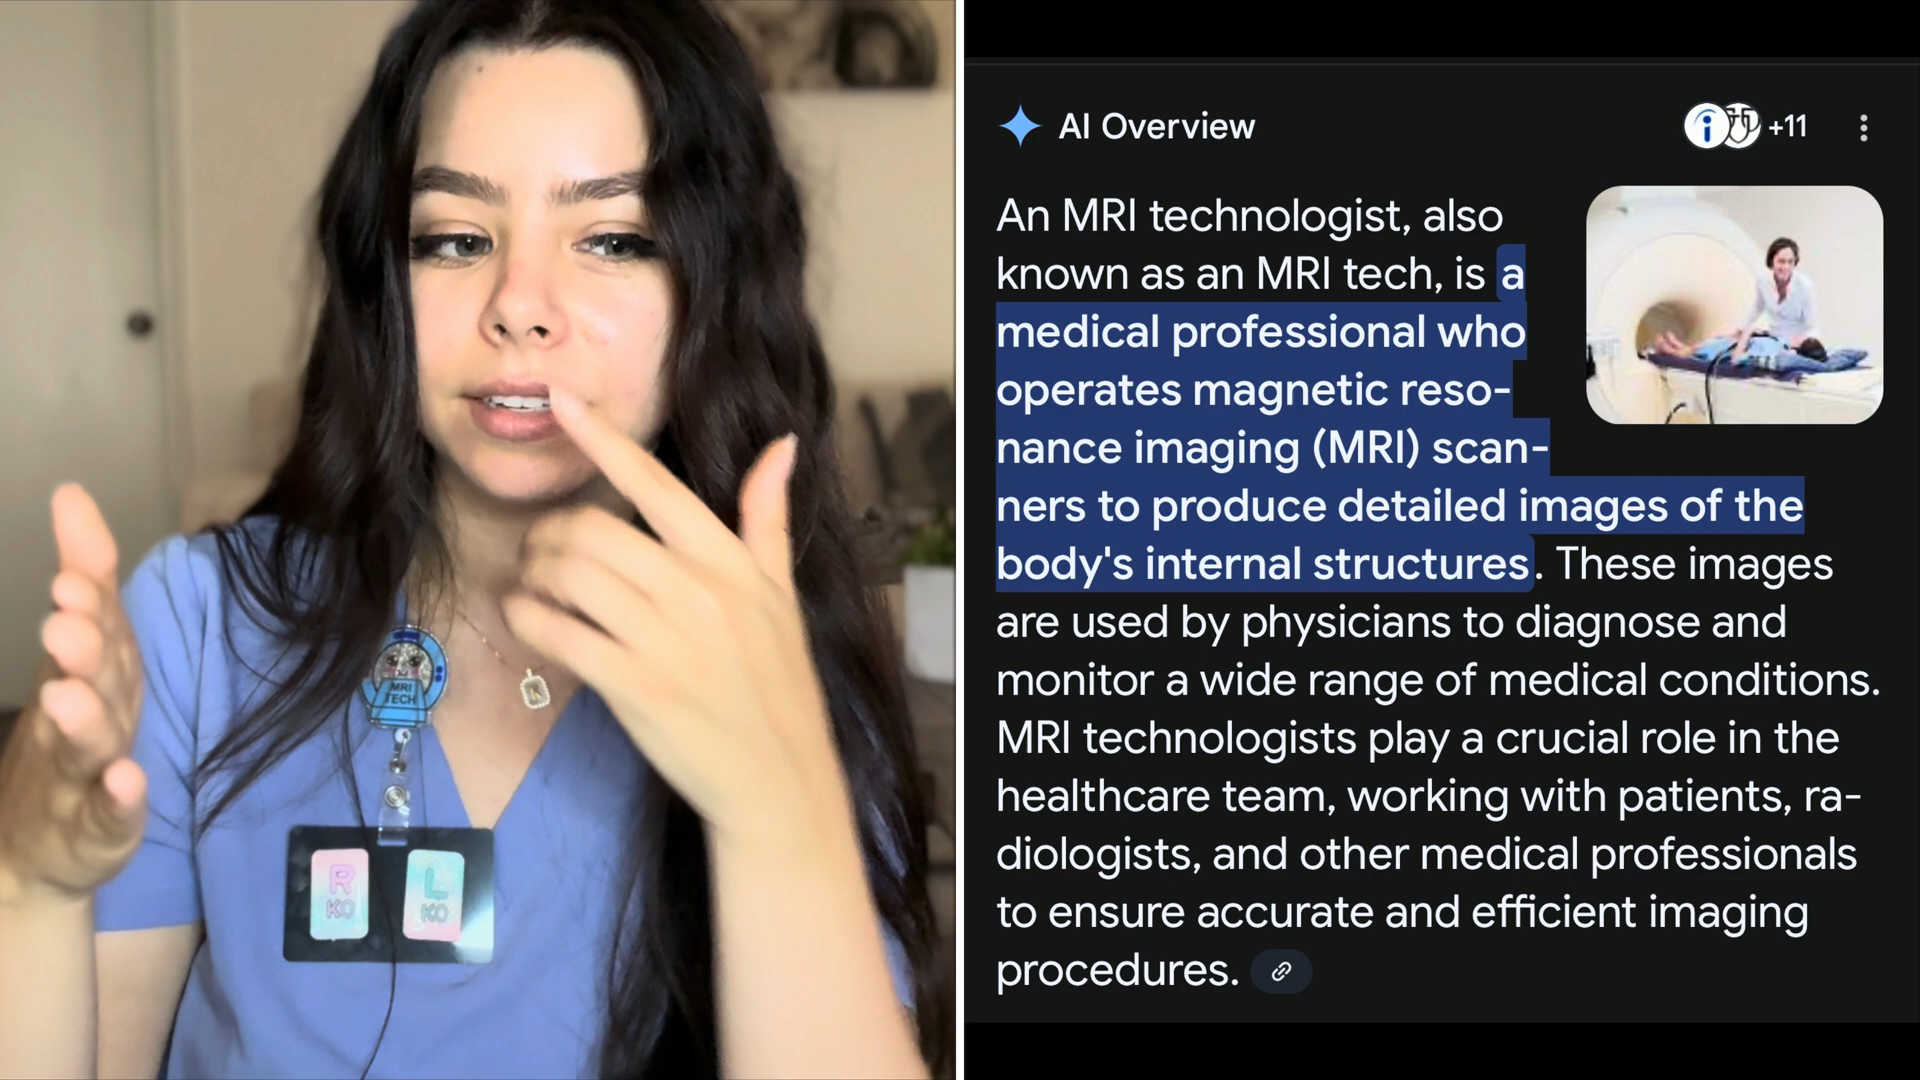 MRI
TECH
N
R
KO
L
KO
AI Overview
+11
An MRI technologist, also
known as an MRI tech, is a
medical professional who
operates magnetic reso-
nance imaging (MRI) scan-
ners to produce detailed images of the
body's internal structures. These images
are used by physicians to diagnose and
monitor a wide range of medical conditions.
MRI technologists play a crucial role in the
healthcare team, working with patients, ra-
diologists, and other medical professionals
to ensure accurate and efficient imaging
procedures.